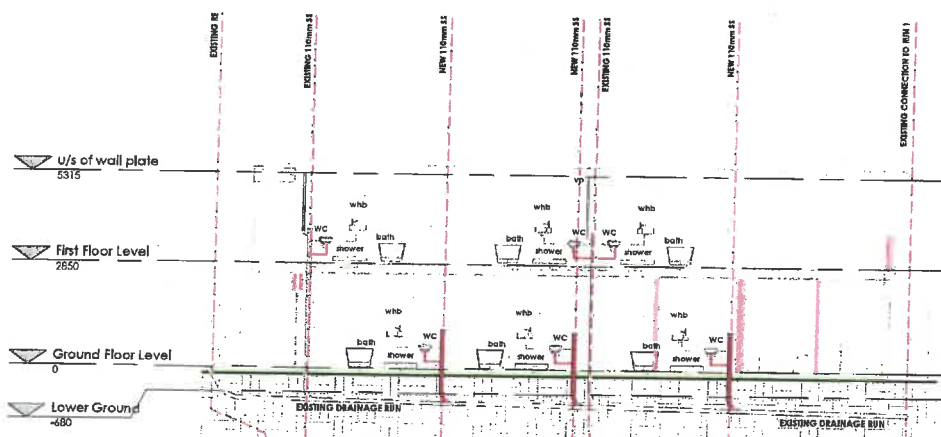 EXISTING RE
EXISTING 110mm SS
NEW 110mm SS
NEW 110mm SS
EXISTING 110mm SS
NEW 110mm SS
EXISTING CONNECTION TO RUN 1
U/s of wall plate
5315
vp
whb
whb
whb
WC
WC
WC
bath
shower
bath
shower
bath
First Floor Level
2850
whb
whb
whb
WC
WC
WC
bath
shower
bath
shower
bath
shower
Ground Floor Level
0
Lower Ground
-680
EXISTING DRAINAGE RUN
EXISTING DRAINAGE RUN